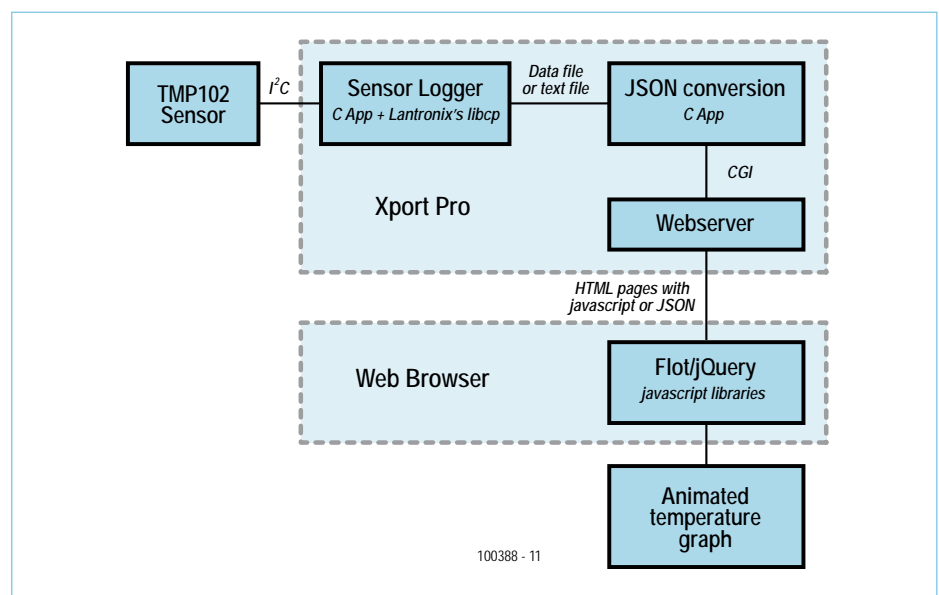 TMP102
Sensor
I²C
Sensor Logger
C App + Lantronix's libcp
Data file
or text file
JSON conversion
C App
CGI
Xport Pro
Webserver
HTML pages with
javascript or JSON
Web Browser
Flot/jQuery
javascript libraries
Animated
temperature
graph
100388 - 11